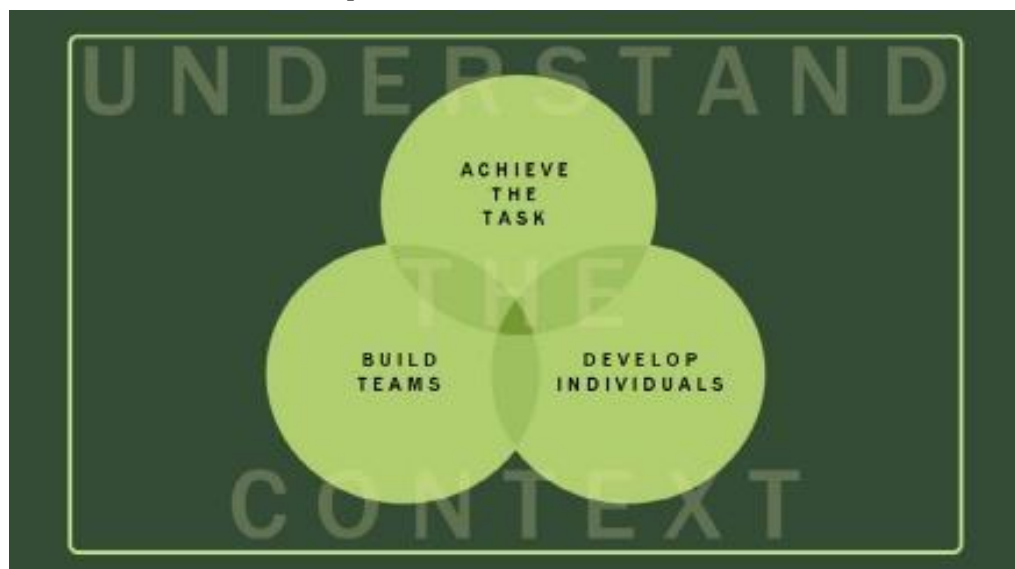 UNDERSTAND
ACHIEVE
THE
TASK
THE
BUILD
TEAMS
DEVELOP
INDIVIDUALS
CONTEXT